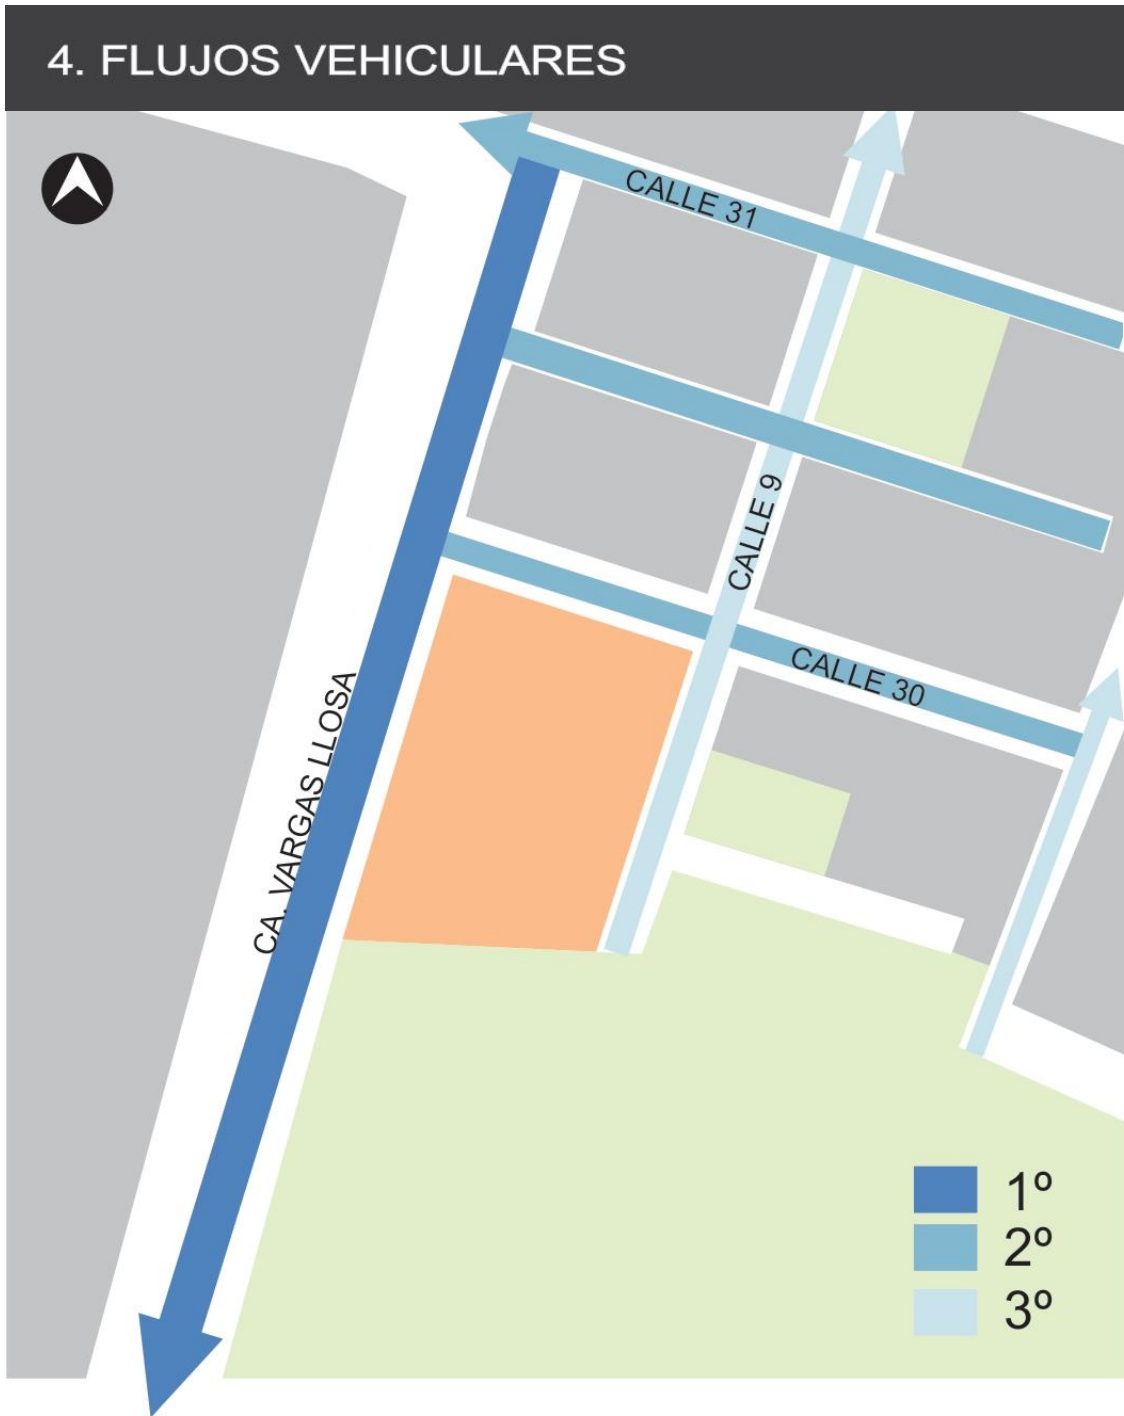 4. FLUJOS VEHICULARES
CALLE 31
CALLE 9
CALLE 30
CA. VARGAS LLOSA
1º
2º
3º